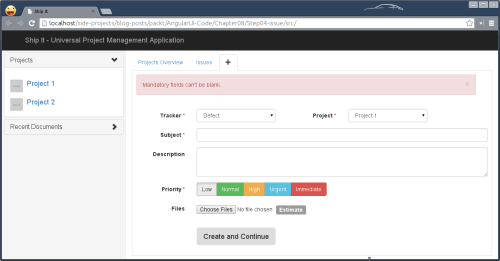 Chapter08/Step04
localhost/side-projects/blog-posts/packt/AngularUI-Code/Chapter08/Step04-issue/src/
Ship It - Universal Project Management Application
Projects
Project 1
Project 2
Recent Documents
Projects Overview Issues +
Mandatory fields can't be blank. ×
Tracker * Defect Project * Project 1
Subject *
Description
Priority * Low Normal High Urgent Immediate
Files Choose Files No file chosen Estimate
Create and Continue